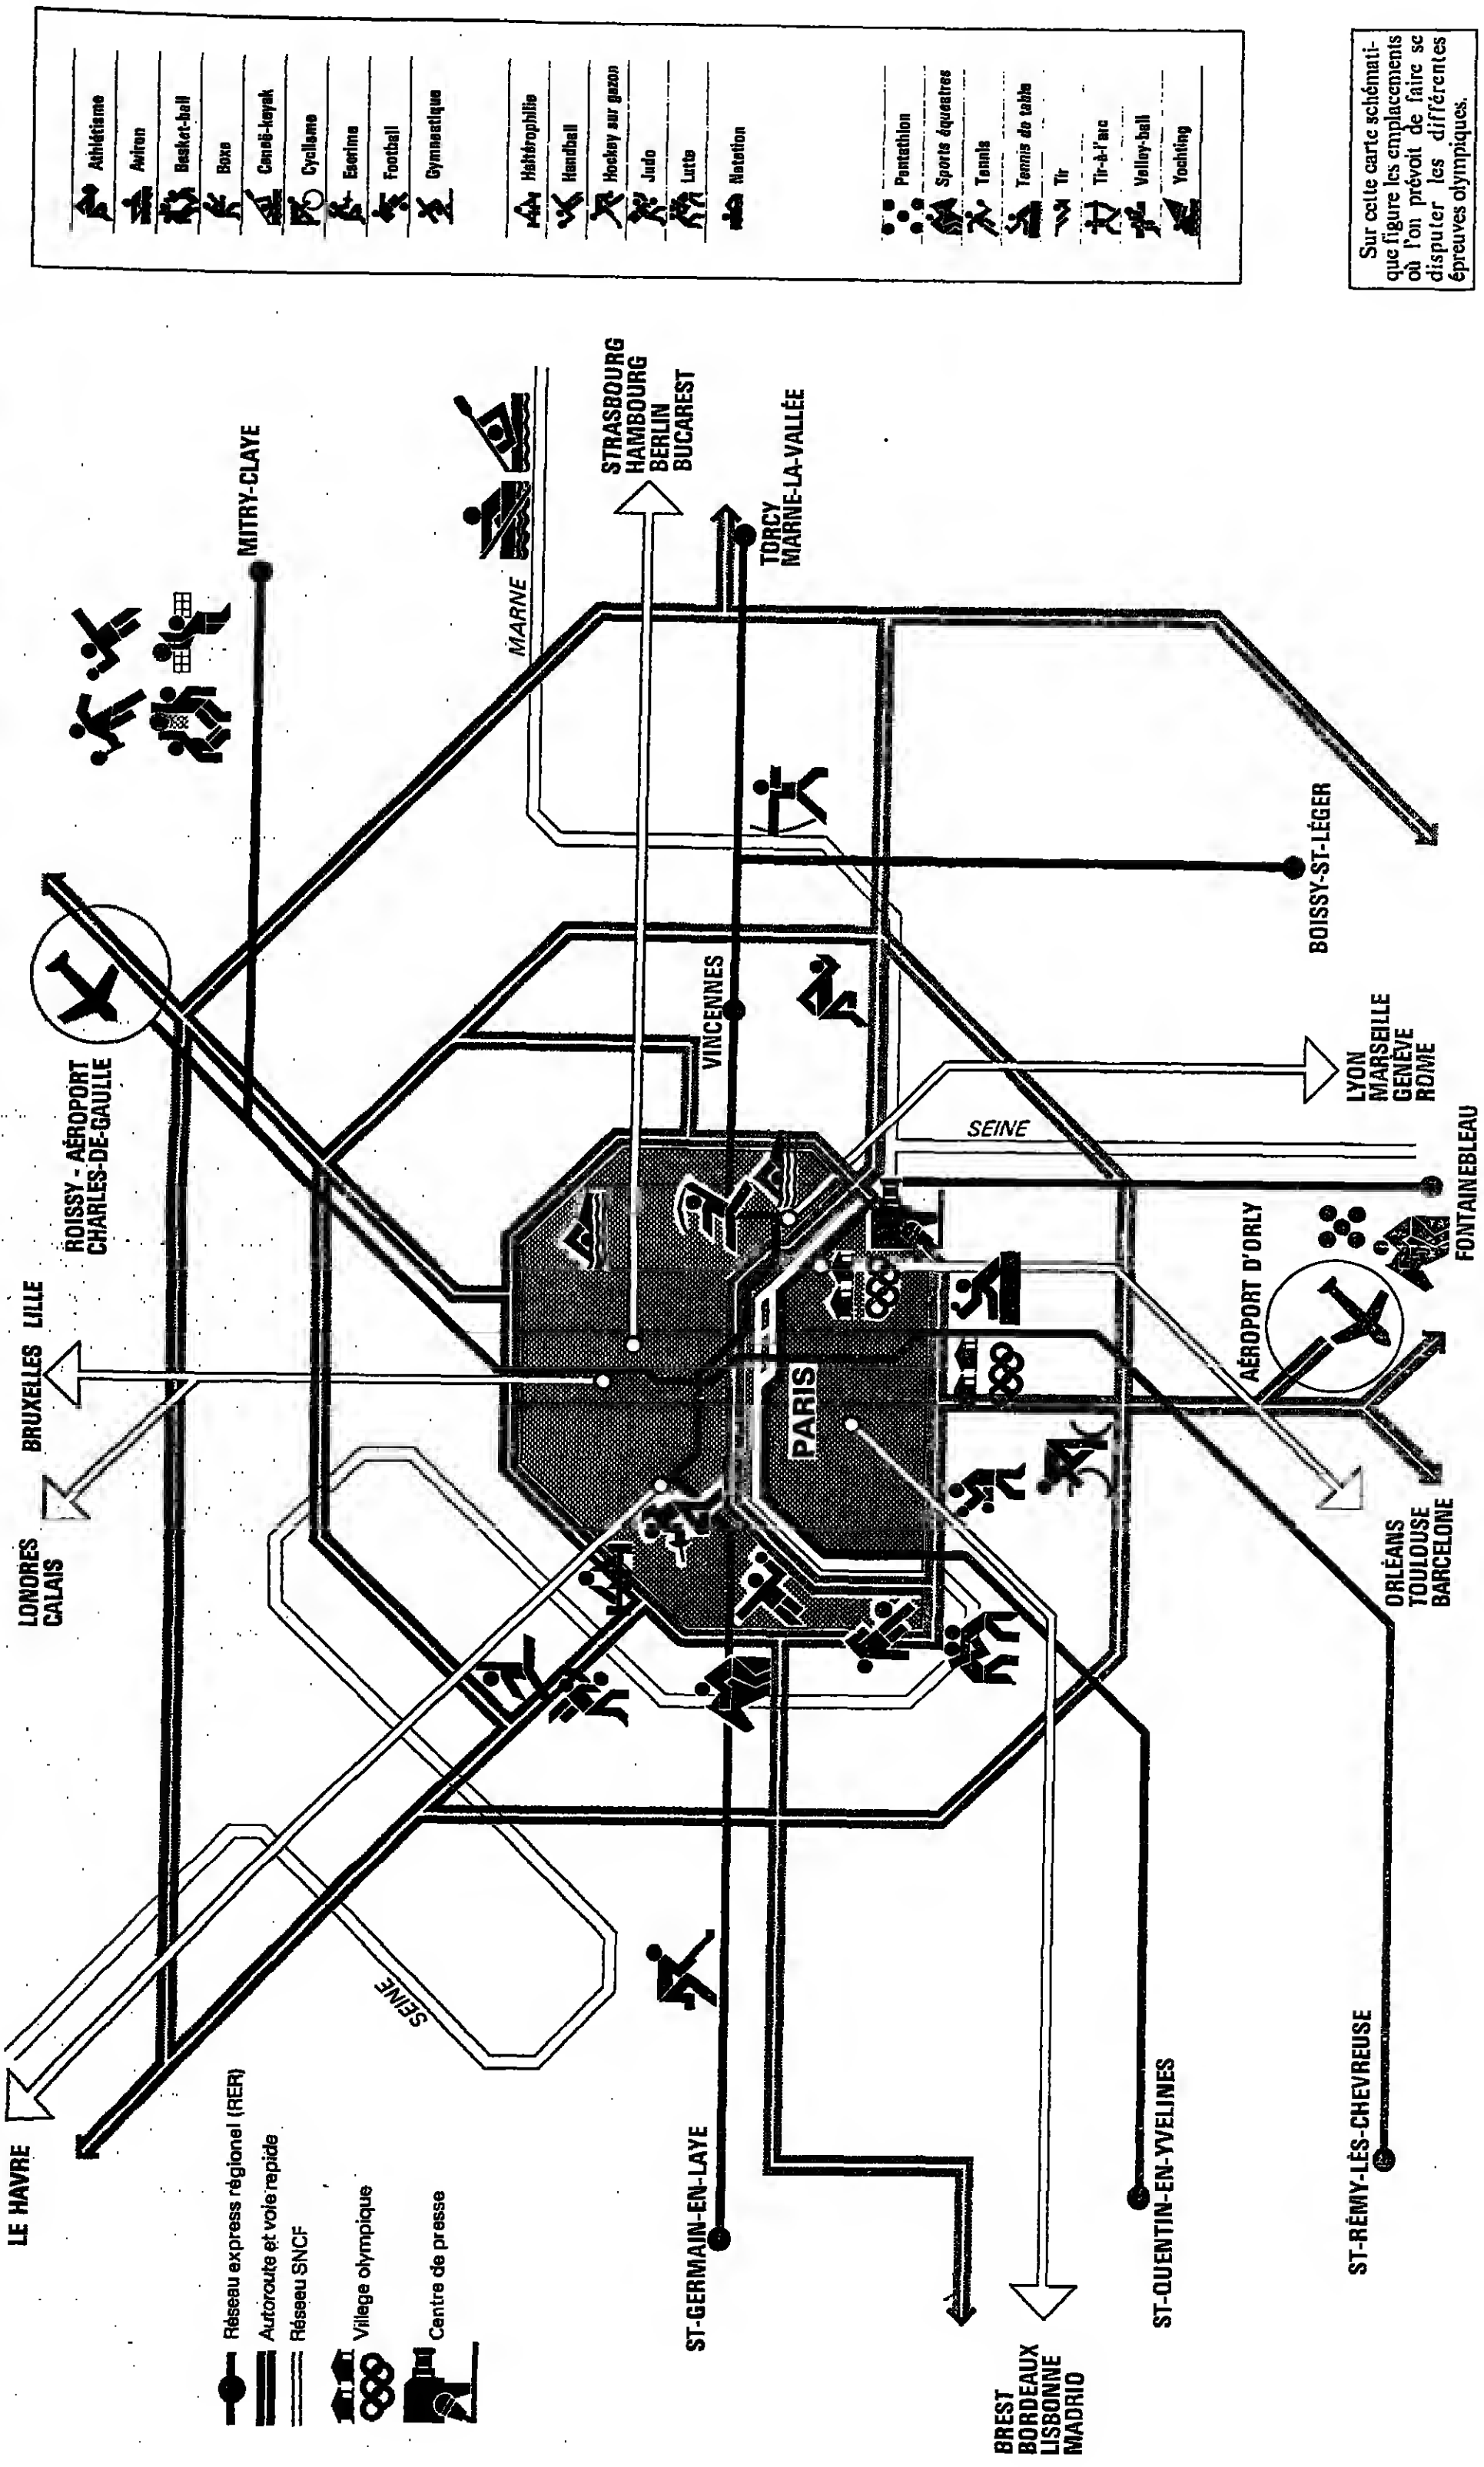 Athlétisme
Aviron
Basket-ball
Boxe
Canoë-kayak
Cyclisme
Escrime
Football
Gymnastique
Haltérophilie
Handball
Hockey sur gazon
Judo
Lutte
Natation
Pentathlon
Sports équestres
Tennis
Tennis de table
Tir
Tir-à-l'arc
Volley-ball
Yachting
Sur cette carte schémati-
que figure les emplacements
où l'on prévoit de faire se
disputer les différentes
épreuves olympiques.
LE HAVRE
LONDRES
CALAIS
BRUXELLES LILLE
ROISSY - AÉROPORT
CHARLES-DE-GAULLE
MITRY-CLAYE
MARNE
STRASBOURG
HAMBOURG
BERLIN
BUCAREST
TORCY
MARNE-LA-VALLÉE
VINCENNES
PARIS
SEINE
SEINE
BOISSY-ST-LÉGER
LYON
MARSEILLE
GENÈVE
ROME
FONTAINEBLEAU
AÉROPORT D'ORLY
ORLÉANS
TOULOUSE
BARCELONE
ST-RÉMY-LÈS-CHEVREUSE
ST-QUENTIN-EN-YVELINES
BREST
BORDEAUX
LISBONNE
MADRID
ST-GERMAIN-EN-LAYE
Réseau express régional (RER)
Autoroute et voie rapide
Réseau SNCF
Village olympique
Centre de presse